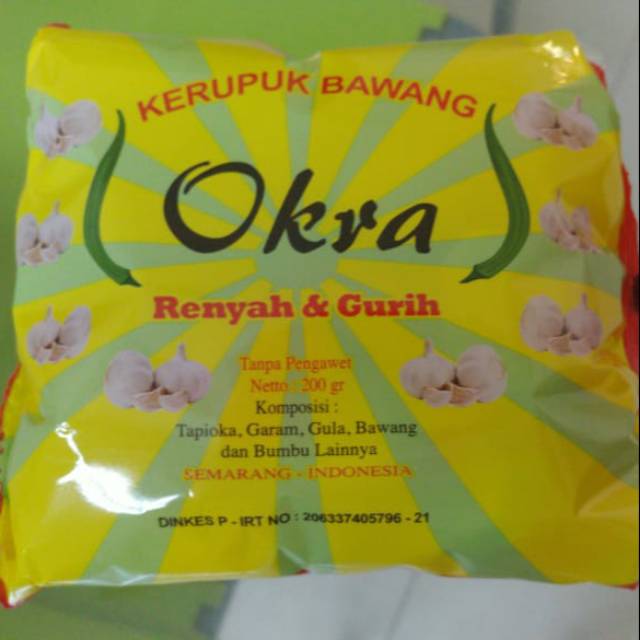 KERUPUK BAWANG
Okra
Renyah & Gurih
Tanpa Pengawet
Netto : 200 gr
Komposisi :
Tapioka, Garam, Gula, Bawang
dan Bumbu Lainnya
SEMARANG - INDONESIA
DINKES P - IRT NO : 206337405796 - 21